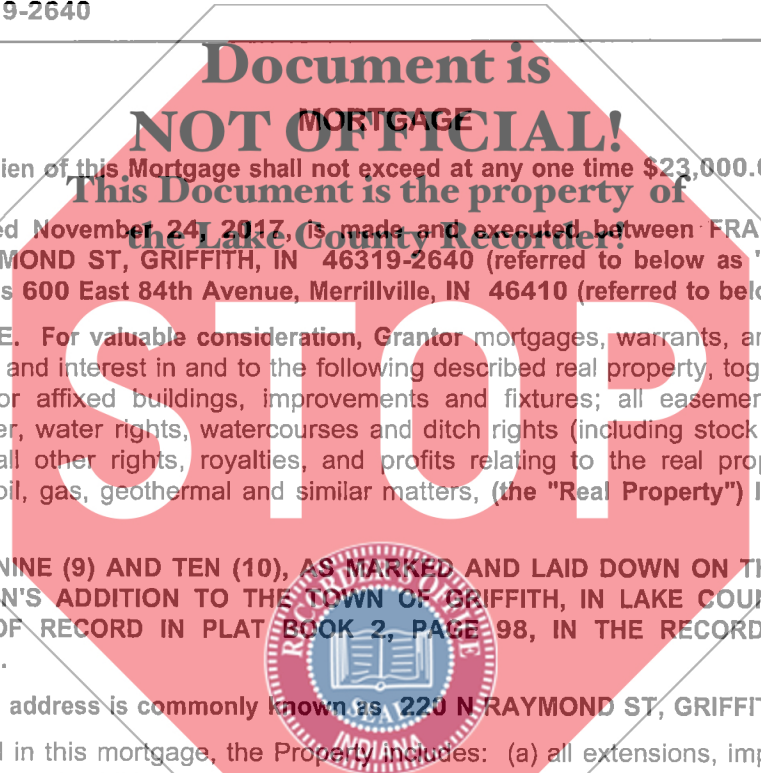 9-2640
Document is
NOT OFFICIAL!
MORTGAGE
ien of this Mortgage shall not exceed at any one time $23,000.0
This Document is the property of
ed November 24, 2017, is made and executed between FRA
the Lake County Recorder!
MOND ST, GRIFFITH, IN 46319-2640 (referred to below as "
s 600 East 84th Avenue, Merrillville, IN 46410 (referred to belo
E. For valuable consideration, Grantor mortgages, warrants, an
and interest in and to the following described real property, tog
or affixed buildings, improvements and fixtures; all easemen
er, water rights, watercourses and ditch rights (including stock
all other rights, royalties, and profits relating to the real prop
oil, gas, geothermal and similar matters, (the "Real Property") l
STOP
NINE (9) AND TEN (10), AS MARKED AND LAID DOWN ON TH
N'S ADDITION TO THE TOWN OF GRIFFITH, IN LAKE COUN
OF RECORD IN PLAT BOOK 2, PAGE 98, IN THE RECORD
.
address is commonly known as 220 N RAYMOND ST, GRIFFIT
d in this mortgage, the Property includes: (a) all extensions, imp
RECORDER'S OFFICE
SEAL
INDIANA